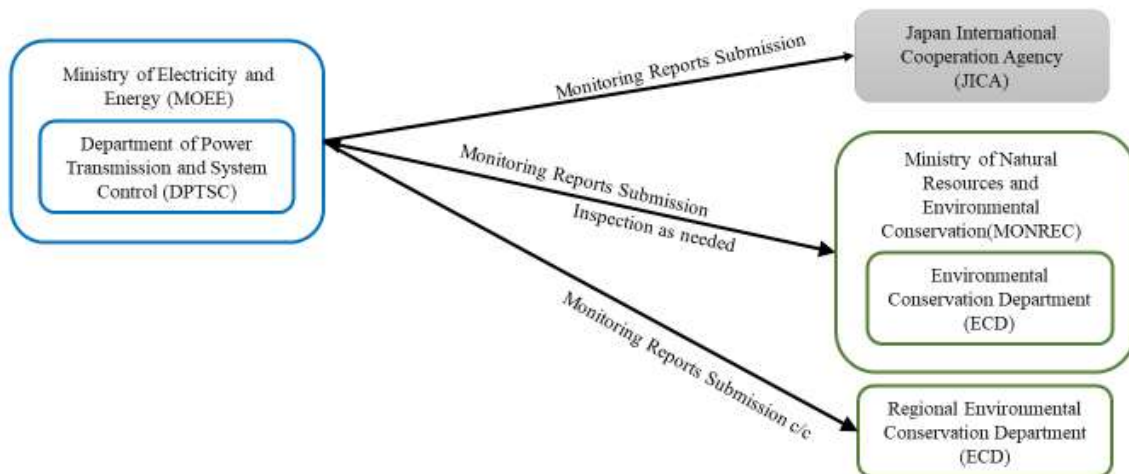 Ministry of Electricity and
Energy (MOEE)
Department of Power
Transmission and System
Control (DPTSC)
Monitoring Reports Submission
Japan International
Cooperation Agency
(JICA)
Monitoring Reports Submission
Inspection as needed
Ministry of Natural
Resources and
Environmental
Conservation(MONREC)
Environmental
Conservation Department
(ECD)
Monitoring Reports Submission c/c
Regional Environmental
Conservation Department
(ECD)